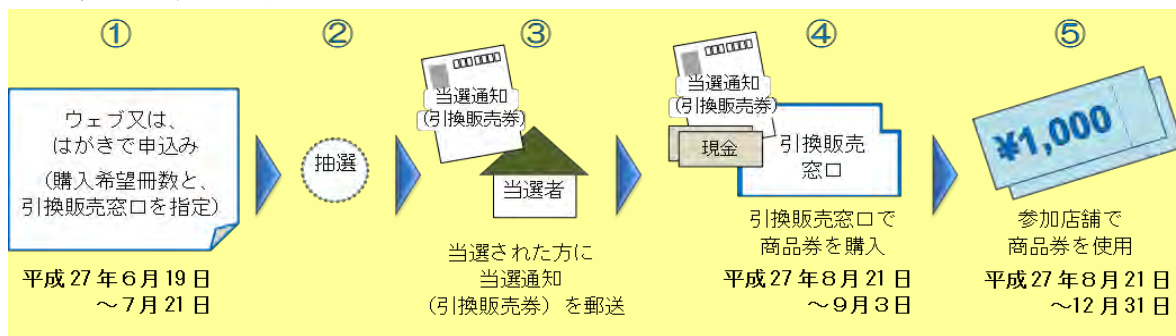 ①
ウェブ又は、
はがきで申込み
(購入希望冊数と、
引換販売窓口を指定)
平成27年6月19日
～7月21日
②
抽選
③
当選通知
(引換販売券)
当選者
当選された方に
当選通知
(引換販売券)を郵送
④
当選通知
(引換販売券)
現金
引換販売
窓口
引換販売窓口で
商品券を購入
平成27年8月21日
～9月3日
⑤
¥1,000
参加店舗で
商品券を使用
平成27年8月21日
～12月31日